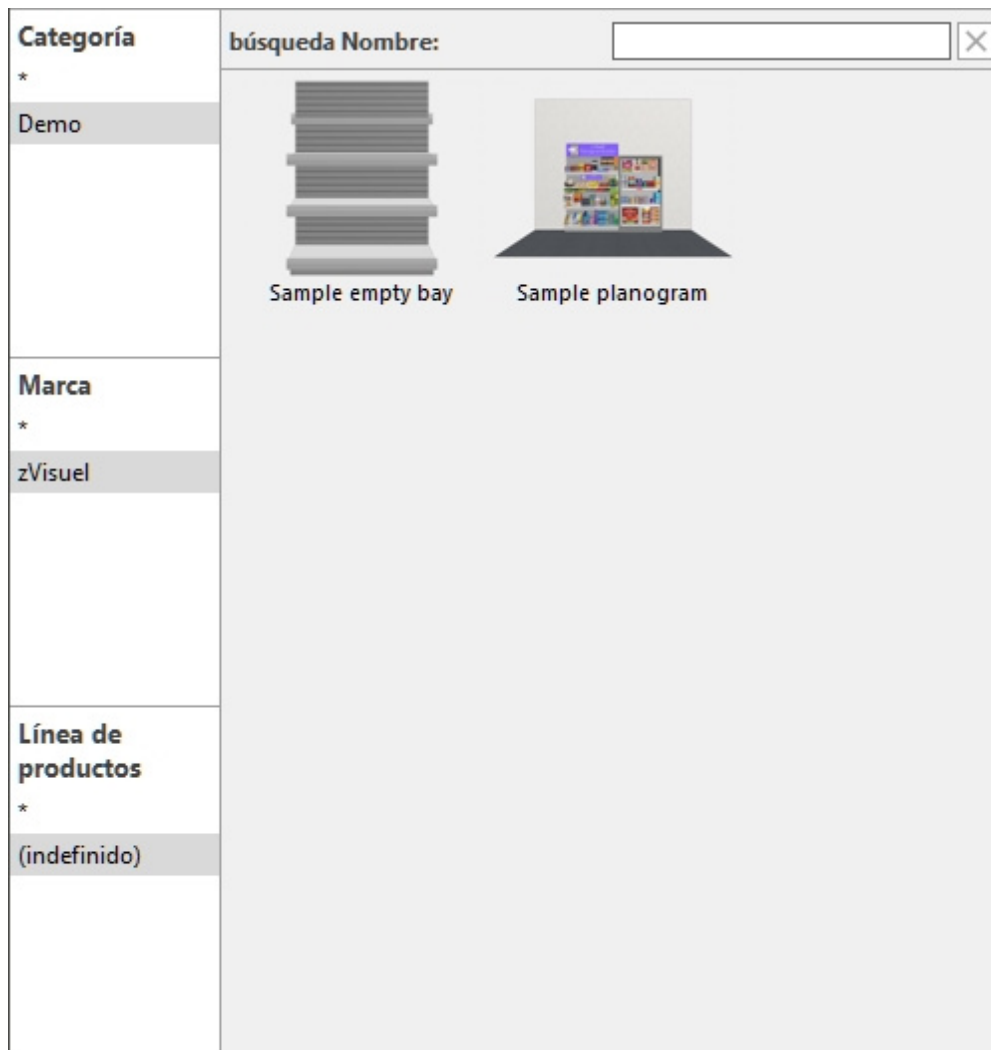 Categoría
*
Demo
Marca
*
zVisuel
Línea de
productos
*
(indefinido)
búsqueda Nombre:
Sample empty bay
Sample planogram